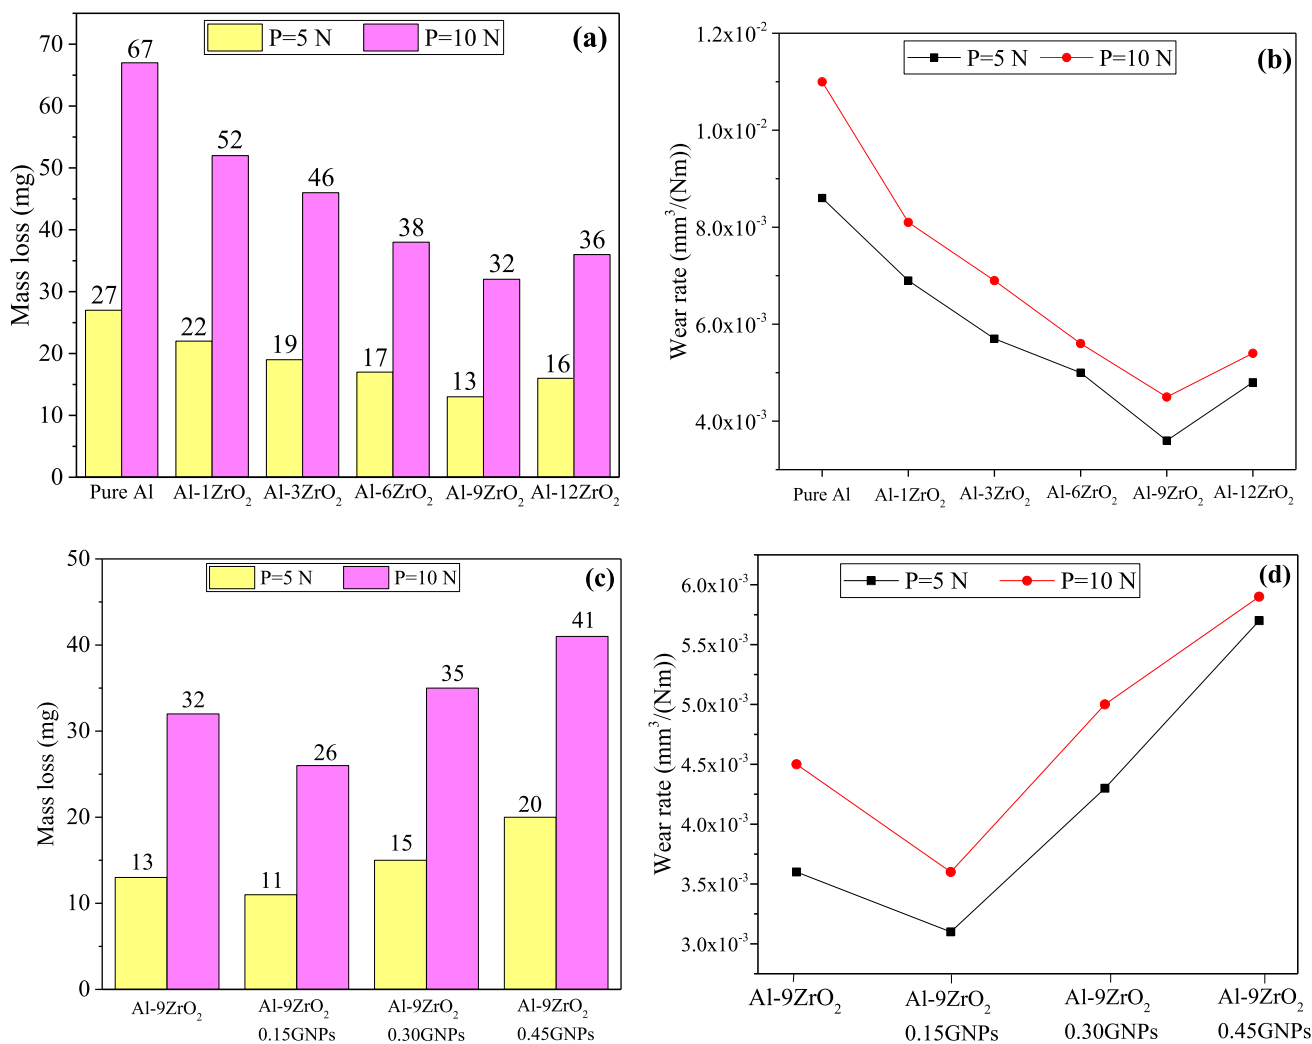 P=5 N
P=10 N
(a)
70
60
50
40
30
20
10
0
Mass loss (mg)
67
52
46
38
32
36
27
22
19
17
13
16
Pure Al
Al-1ZrO₂
Al-3ZrO₂
Al-6ZrO₂
Al-9ZrO₂
Al-12ZrO₂
P=5 N
P=10 N
(b)
1.2x10⁻²
1.0x10⁻²
8.0x10⁻³
6.0x10⁻³
4.0x10⁻³
Wear rate (mm³/(Nm))
Pure Al
Al-1ZrO₂
Al-3ZrO₂
Al-6ZrO₂
Al-9ZrO₂
Al-12ZrO₂
P=5 N
P=10 N
(c)
50
40
30
20
10
0
Mass loss (mg)
13
32
11
26
15
35
20
41
Al-9ZrO₂
Al-9ZrO₂
0.15GNPs
Al-9ZrO₂
0.30GNPs
Al-9ZrO₂
0.45GNPs
P=5 N
P=10 N
(d)
6.0x10⁻³
5.5x10⁻³
5.0x10⁻³
4.5x10⁻³
4.0x10⁻³
3.5x10⁻³
3.0x10⁻³
Wear rate (mm³/(Nm))
Al-9ZrO₂
Al-9ZrO₂
0.15GNPs
Al-9ZrO₂
0.30GNPs
Al-9ZrO₂
0.45GNPs